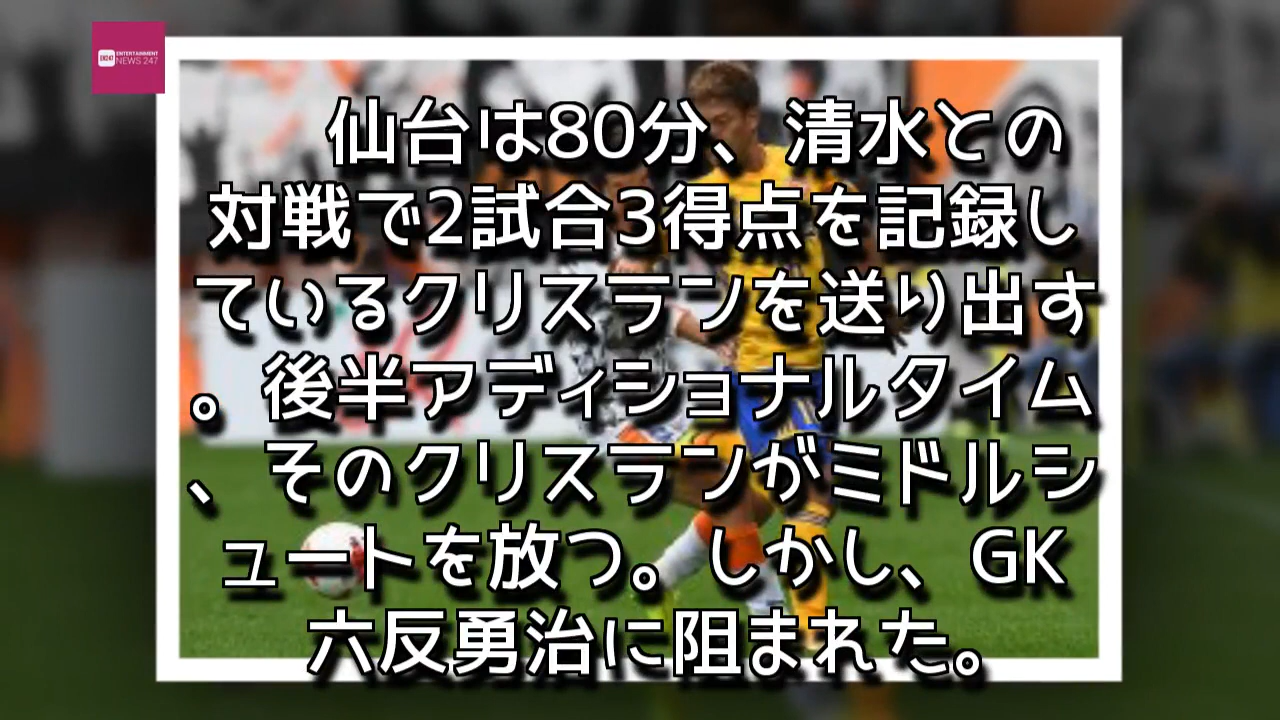 ENTERTAINMENT
NEWS 247
仙台は80分、清水との
対戦で2試合3得点を記録し
ているクリスランを送り出す
。後半アディショナルタイム
、そのクリスランがミドルシ
ュートを放つ。しかし、GK
六反勇治に阻まれた。